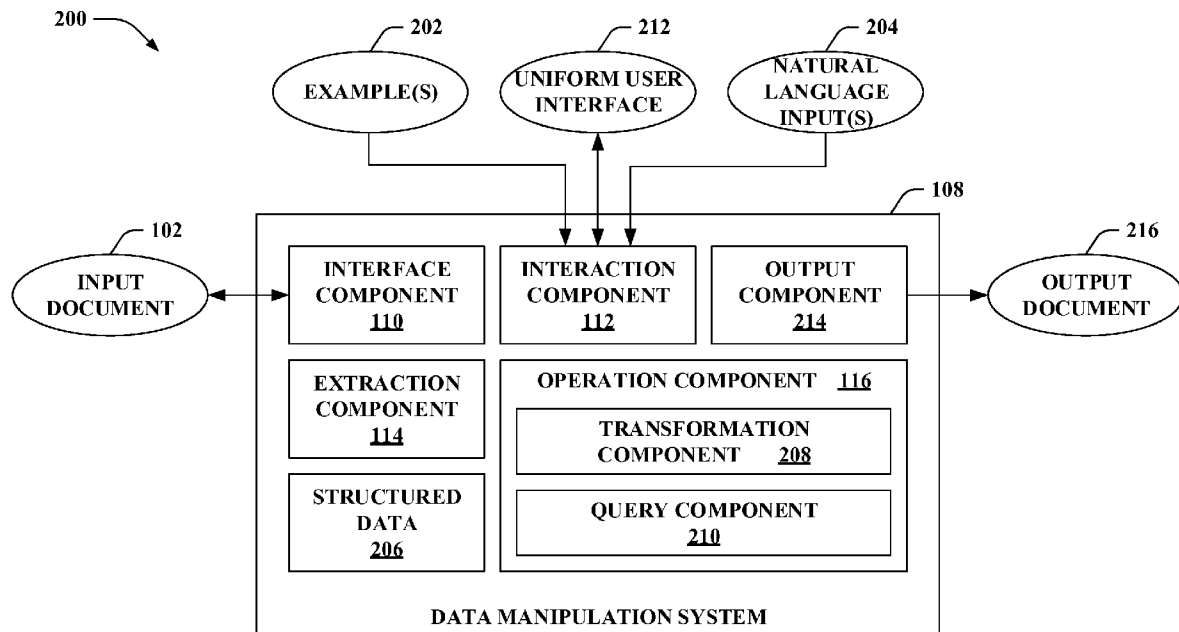 200
202
212
204
EXAMPLE(S)
UNIFORM USER
INTERFACE
NATURAL
LANGUAGE
INPUT(S)
108
102
216
INPUT
DOCUMENT
INTERFACE
COMPONENT
110
INTERACTION
COMPONENT
112
OUTPUT
COMPONENT
214
OUTPUT
DOCUMENT
EXTRACTION
COMPONENT
114
OPERATION COMPONENT 116
TRANSFORMATION
COMPONENT 208
STRUCTURED
DATA
206
QUERY COMPONENT
210
DATA MANIPULATION SYSTEM